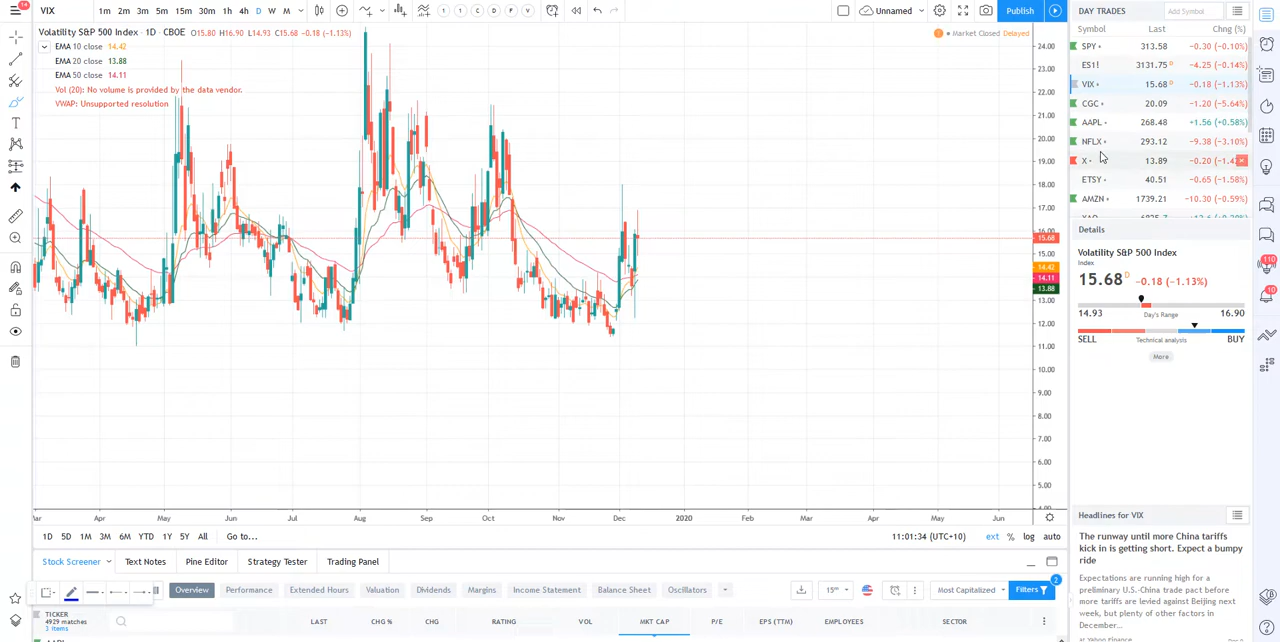 14 VIX 1m 2m 3m 5m 15m 30m 1h 4h D W M 1 1 C D F V Unnamed Publish
DAY TRADES Add Symbol
Volatility S&P 500 Index · 1D · CBOE O15.80 H16.90 L14.93 C15.68 -0.18 (-1.13%)
Market Closed Delayed
EMA 10 close 14.42
EMA 20 close 13.88
EMA 50 close 14.11
Vol (20): No volume is provided by the data vendor.
VWAP: Unsupported resolution
24.00
23.00
22.00
21.00
20.00
19.00
18.00
17.00
16.00
15.68
15.00
14.42
14.11
13.88
13.00
12.00
11.00
10.00
9.00
8.00
7.00
6.00
5.00
Apr May Jun Jul Aug Sep Oct Nov Dec 2020 Feb Mar Apr May Jun
1D 5D 1M 3M 6M YTD 1Y 5Y All Go to... 11:01:34 (UTC+10) ext % log auto
Stock Screener Text Notes Pine Editor Strategy Tester Trading Panel
Overview Performance Extended Hours Valuation Dividends Margins Income Statement Balance Sheet Oscillators 15m Most Capitalized Filters 2
TICKER
4929 matches
3 items
LAST CHG % CHG RATING VOL MKT CAP P/E EPS (TTM) EMPLOYEES SECTOR
Symbol Last Chng (%)
SPY 313.58 -0.30 (-0.10%)
ES1! 3131.75 D -4.25 (-0.14%)
VIX 15.68 D -0.18 (-1.13%)
CGC 20.09 -1.20 (-5.64%)
AAPL 268.48 +1.56 (+0.58%)
NFLX 293.12 -9.38 (-3.10%)
X 13.89 -0.20 (-1.4
ETSY 40.51 -0.65 (-1.58%)
AMZN 1739.21 -10.30 (-0.59%)
Details
Volatility S&P 500 Index
Index
15.68 D -0.18 (-1.13%)
14.93 Day's Range 16.90
SELL Technical analysis BUY
More
Headlines for VIX
The runway until more China tariffs
kick in is getting short. Expect a bumpy
ride
Expectations are running high for a
preliminary U.S.-China trade pact before
more tariffs are levied against Beijing next
week, but plenty of other factors in
December...
110
10